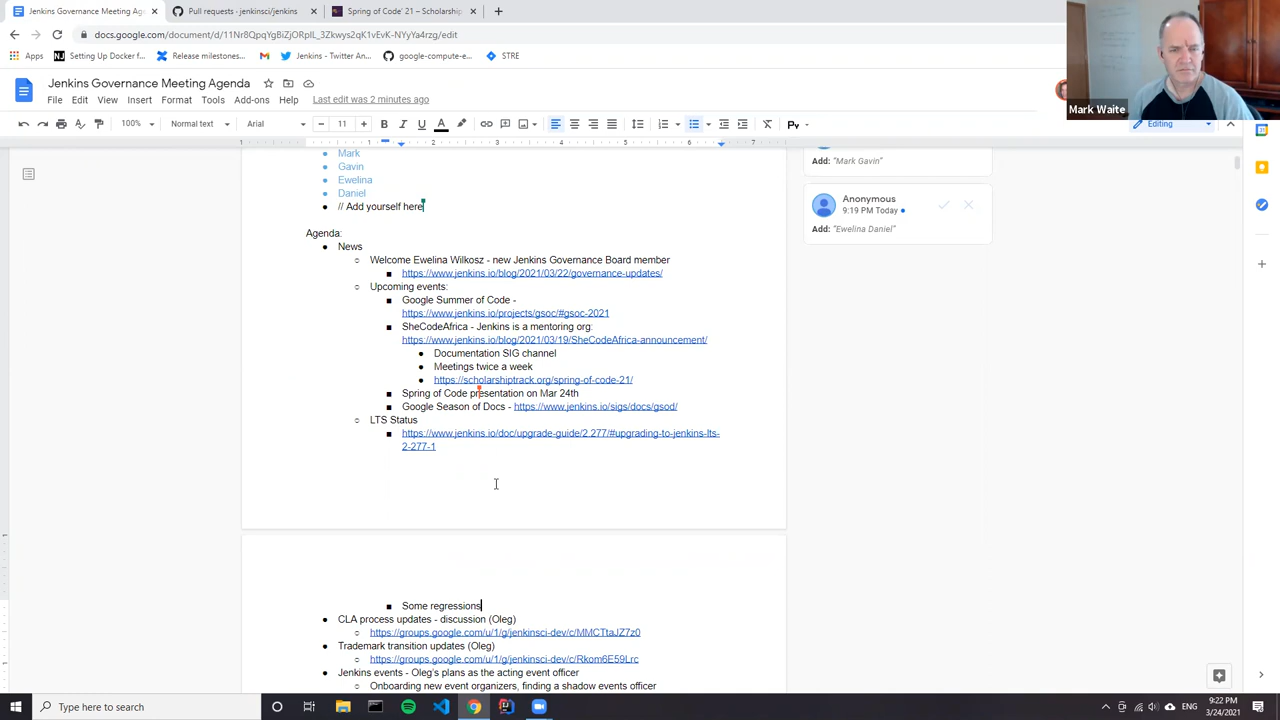 Jenkins Governance Meeting Age
Pull requests · jenkinsci/jenkins
Spring of Code' 21 – Scholarship
docs.google.com/document/d/11Nr8QpqYgBiZjORpIL_3Zkwys2qK1vEvK-NYyYa4rzg/edit
Apps
Setting Up Docker f...
Release milestones...
Jenkins - Twitter An...
google-compute-e...
STRE
Jenkins Governance Meeting Agenda
File Edit View Insert Format Tools Add-ons Help Last edit was 2 minutes ago
Mark Waite
100% Normal text Arial 11
Editing
1 2 3 4 5 6 7
Mark
Gavin
Ewelina
Daniel
// Add yourself here
Add: “Mark Gavin”
Anonymous
9:19 PM Today
Add: “Ewelina Daniel”
Agenda:
News
Welcome Ewelina Wilkosz - new Jenkins Governance Board member
https://www.jenkins.io/blog/2021/03/22/governance-updates/
Upcoming events:
Google Summer of Code -
https://www.jenkins.io/projects/gsoc/#gsoc-2021
SheCodeAfrica - Jenkins is a mentoring org:
https://www.jenkins.io/blog/2021/03/19/SheCodeAfrica-announcement/
Documentation SIG channel
Meetings twice a week
https://scholarshiptrack.org/spring-of-code-21/
Spring of Code presentation on Mar 24th
Google Season of Docs - https://www.jenkins.io/sigs/docs/gsod/
LTS Status
https://www.jenkins.io/doc/upgrade-guide/2.277/#upgrading-to-jenkins-lts-
2-277-1
Some regressions
CLA process updates - discussion (Oleg)
https://groups.google.com/u/1/g/jenkinsci-dev/c/MMCTtaJZ7z0
Trademark transition updates (Oleg)
https://groups.google.com/u/1/g/jenkinsci-dev/c/Rkom6E59Lrc
Jenkins events - Oleg's plans as the acting event officer
Onboarding new event organizers, finding a shadow events officer
Type here to search
ENG
9:22 PM
3/24/2021